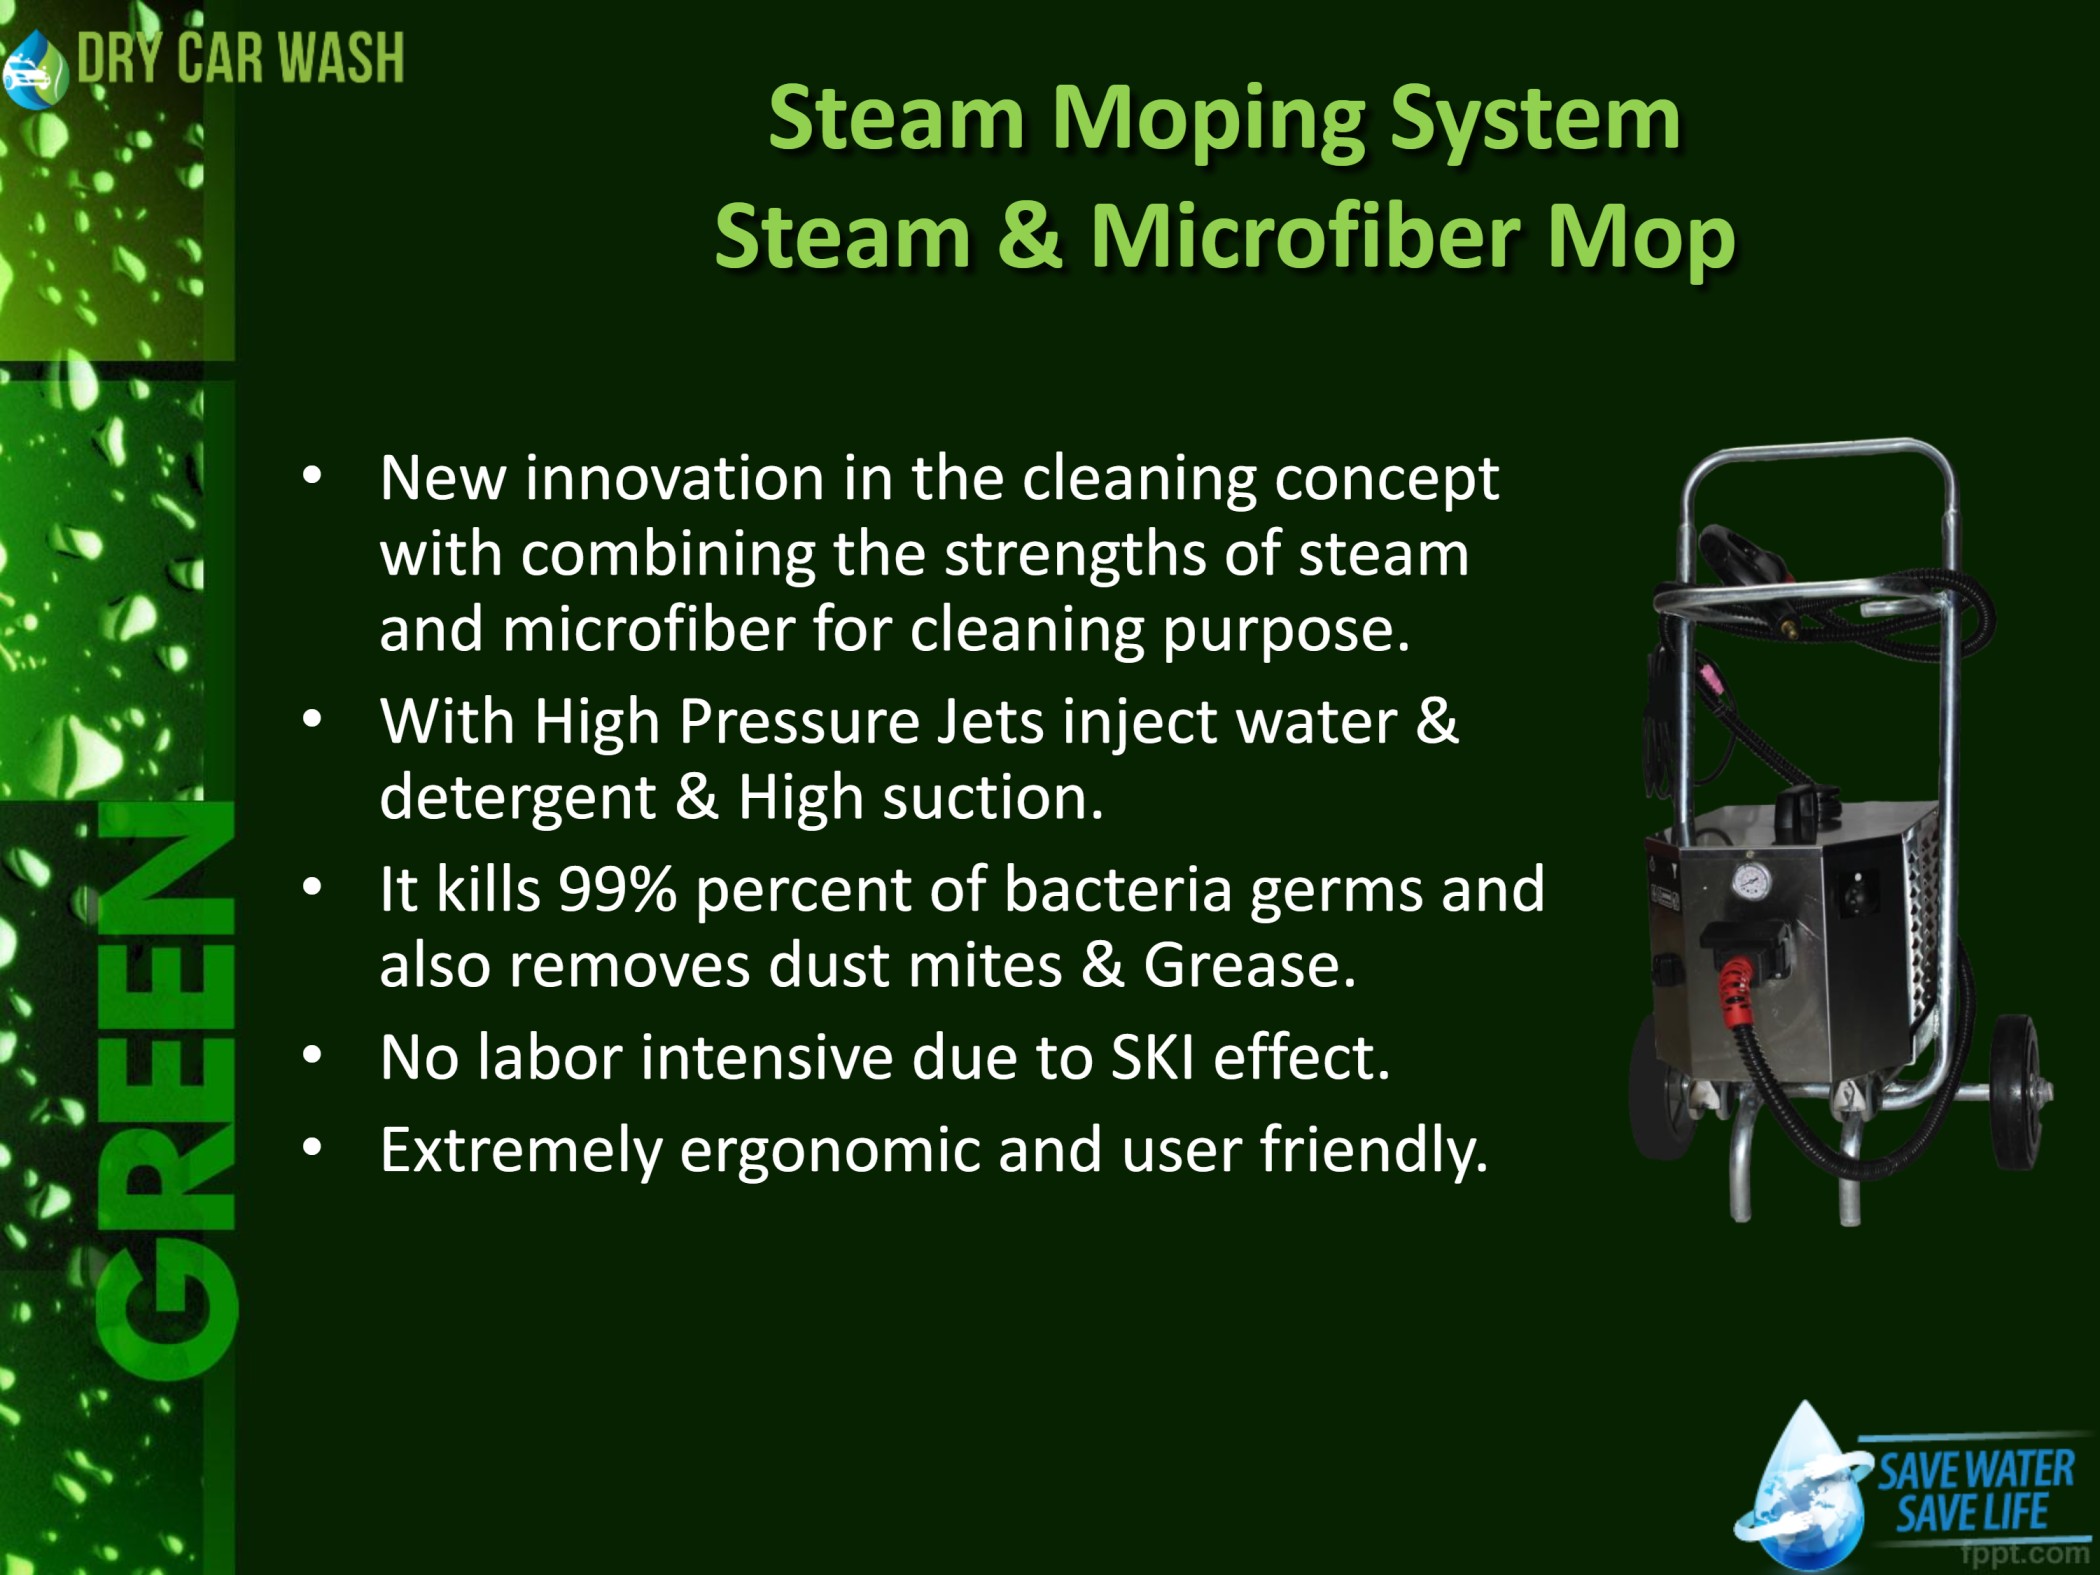 DRY CAR WASH
Steam Moping System
Steam & Microfiber Mop
• New innovation in the cleaning concept
with combining the strengths of steam
and microfiber for cleaning purpose.
• With High Pressure Jets inject water &
detergent & High suction.
• It kills 99% percent of bacteria germs and
also removes dust mites & Grease.
• No labor intensive due to SKI effect.
• Extremely ergonomic and user friendly.
GREEN
SAVE WATER
SAVE LIFE
fppt.com